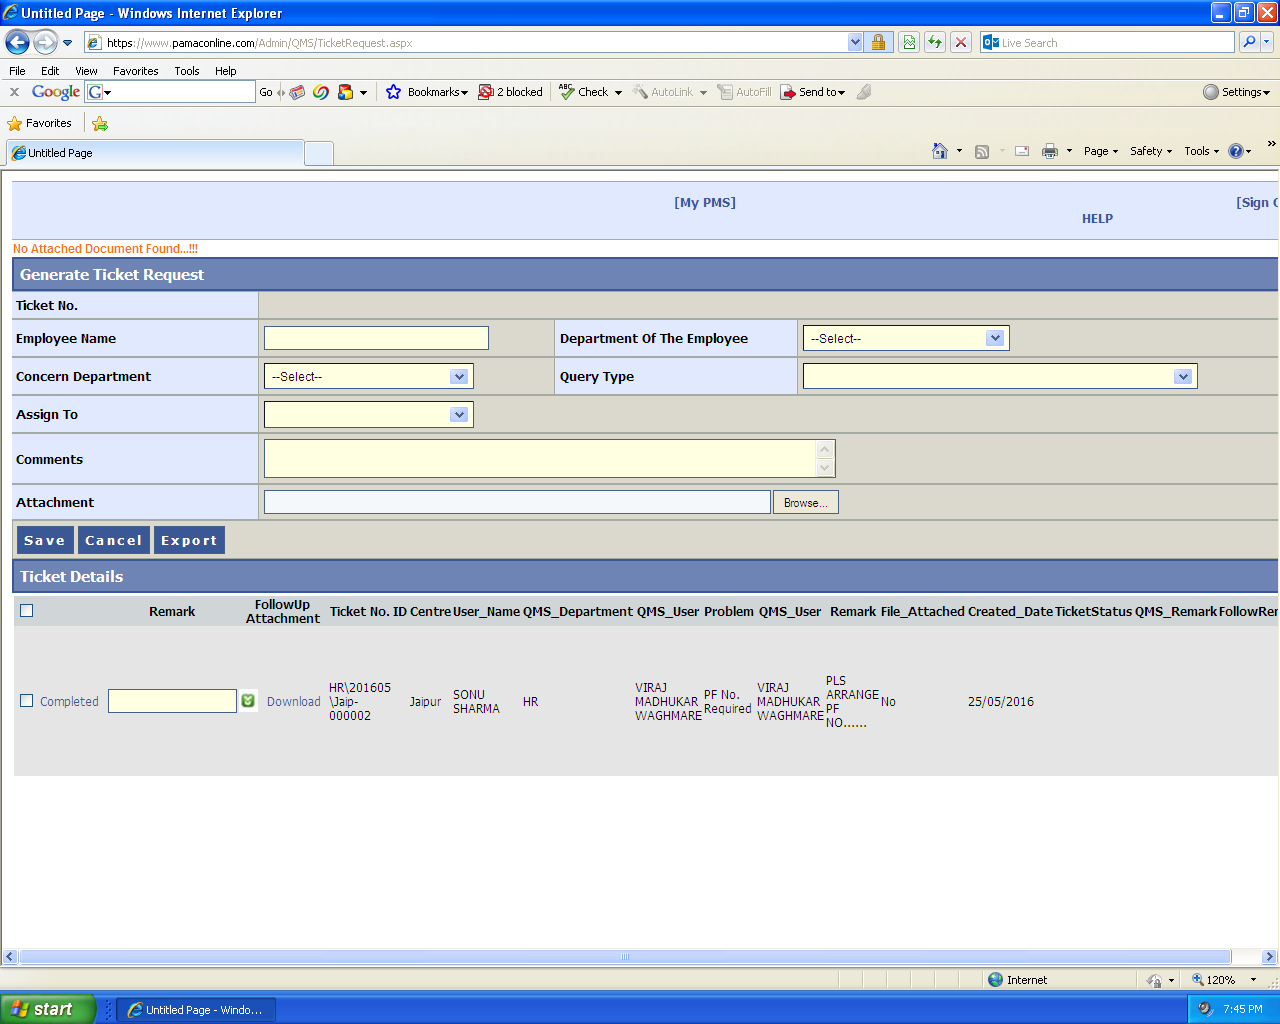 Untitled Page - Windows Internet Explorer
https://www.pamaconline.com/Admin/QMS/TicketRequest.aspx
Live Search
File Edit View Favorites Tools Help
x Google G Go Bookmarks 2 blocked ABC Check AutoLink AutoFill Send to Settings
Favorites
Untitled Page
Page Safety Tools »
[My PMS] [Sign
HELP
No Attached Document Found...!!!
Generate Ticket Request
Ticket No.
Employee Name Department Of The Employee --Select--
Concern Department --Select-- Query Type
Assign To
Comments
Attachment Browse...
Save Cancel Export
Ticket Details
Remark FollowUp Attachment Ticket No. ID Centre User_Name QMS_Department QMS_User Problem QMS_User Remark File_Attached Created_Date TicketStatus QMS_Remark FollowRe
Completed Download HR\201605\Jaip-000002 Jaipur SONU SHARMA HR VIRAJ MADHUKAR WAGHMARE PF No. Required VIRAJ MADHUKAR WAGHMARE PLS ARRANGE PF NO...... No 25/05/2016
Internet 120%
start Untitled Page - Windo... 7:45 PM